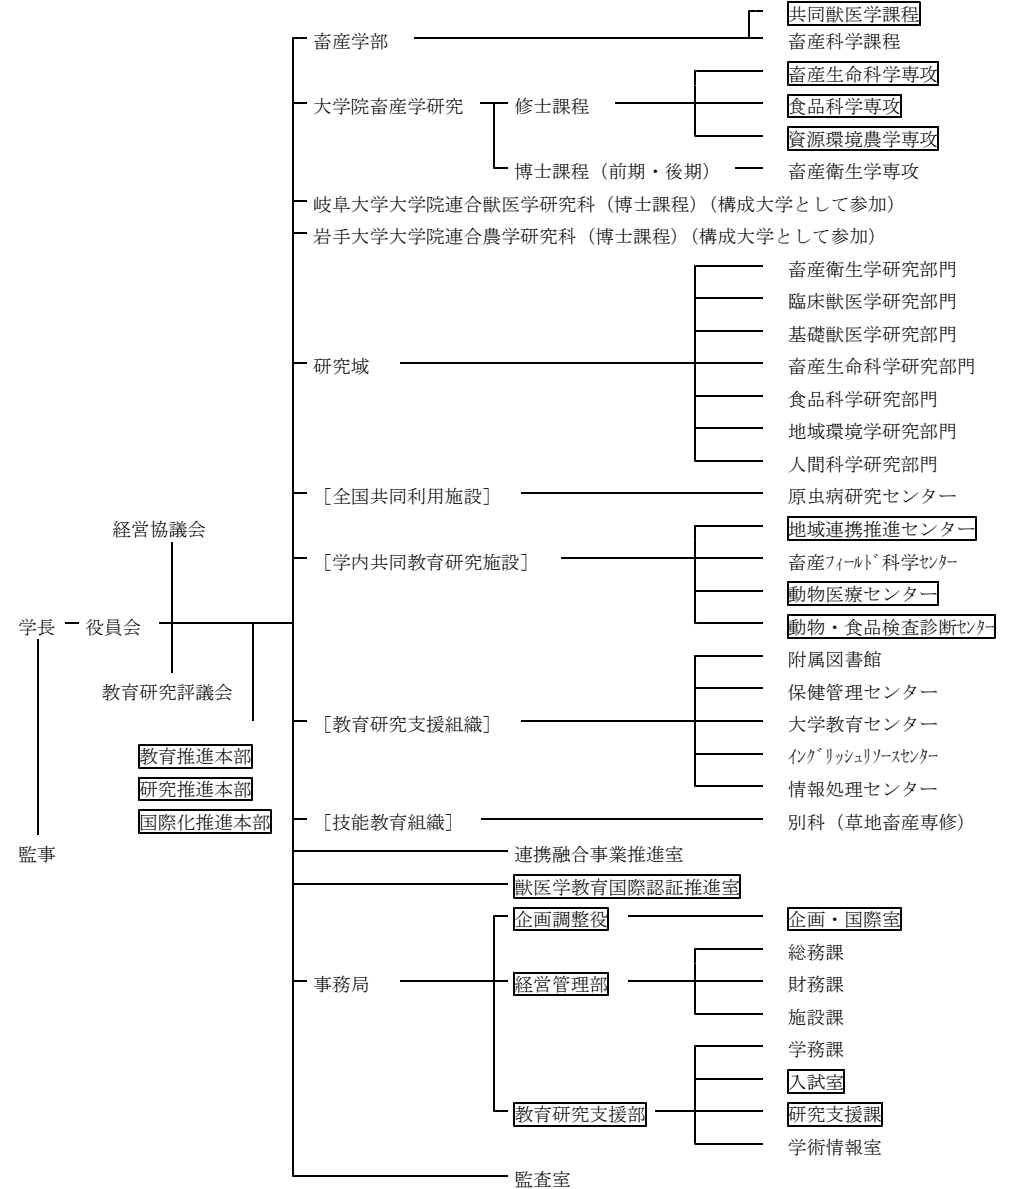 共同獣医学課程
畜産学部
畜産科学課程
畜産生命科学専攻
大学院畜産学研究
修士課程
食品科学専攻
資源環境農学専攻
博士課程（前期・後期）
畜産衛生学専攻
岐阜大学大学院連合獣医学研究科（博士課程）（構成大学として参加）
岩手大学大学院連合農学研究科（博士課程）（構成大学として参加）
畜産衛生学研究部門
臨床獣医学研究部門
基礎獣医学研究部門
研究域
畜産生命科学研究部門
食品科学研究部門
地域環境学研究部門
人間科学研究部門
［全国共同利用施設］
原虫病研究センター
経営協議会
地域連携推進センター
［学内共同教育研究施設］
畜産ﾌｨｰﾙﾄﾞ科学ｾﾝﾀｰ
動物医療センター
学長
役員会
動物・食品検査診断ｾﾝﾀｰ
附属図書館
教育研究評議会
保健管理センター
［教育研究支援組織］
大学教育センター
教育推進本部
ｲﾝｸﾞﾘｯｼｭﾘｿｰｽｾﾝﾀｰ
研究推進本部
情報処理センター
国際化推進本部
［技能教育組織］
別科（草地畜産専修）
監事
連携融合事業推進室
獣医学教育国際認証推進室
企画調整役
企画・国際室
総務課
事務局
経営管理部
財務課
施設課
学務課
入試室
教育研究支援部
研究支援課
学術情報室
監査室